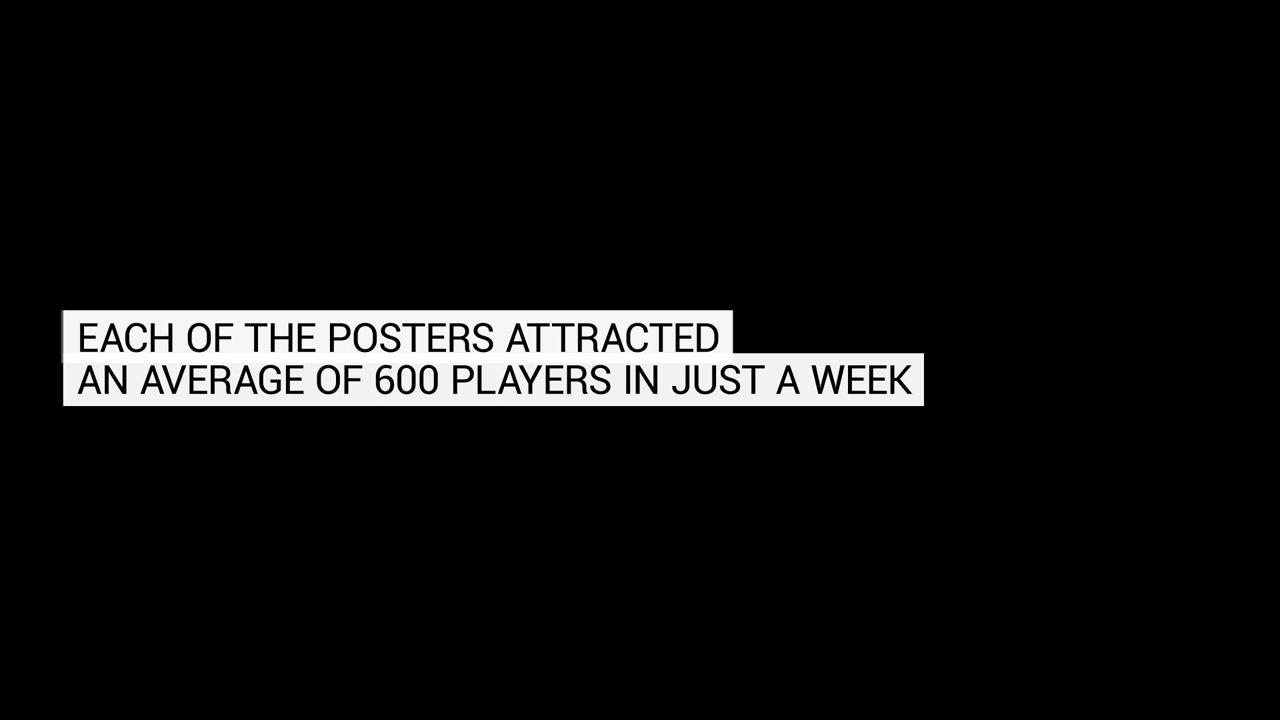 EACH OF THE POSTERS ATTRACTED
AN AVERAGE OF 600 PLAYERS IN JUST A WEEK